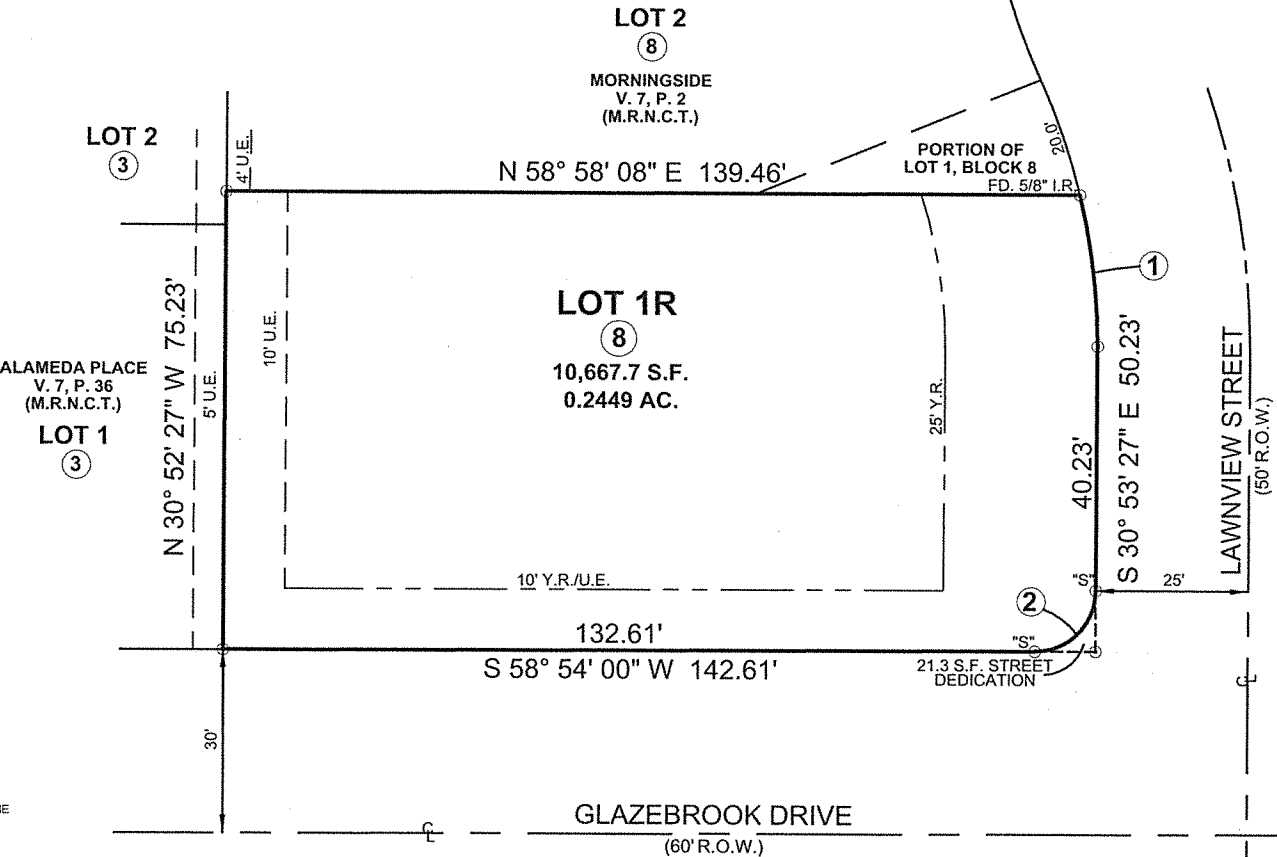 LOT 2
8
MORNINGSIDE
V. 7, P. 2
(M.R.N.C.T.)
LOT 2
3
4' U.E.
N 58° 58' 08" E 139.46'
20.0'
PORTION OF
LOT 1, BLOCK 8
FD. 5/8" I.R.
1
LOT 1R
8
10,667.7 S.F.
0.2449 AC.
10' U.E.
N 30° 52' 27" W 75.23'
5' U.E.
ALAMEDA PLACE
V. 7, P. 36
(M.R.N.C.T.)
LOT 1
3
25' Y.R.
40.23'
S 30° 53' 27" E 50.23'
LAWNVIEW STREET
(50' R.O.W.)
10' Y.R./U.E.
"S"
25'
2
132.61'
"S"
S 58° 54' 00" W 142.61'
21.3 S.F. STREET
DEDICATION
CL
30'
GLAZEBROOK DRIVE
CL
(60' R.O.W.)